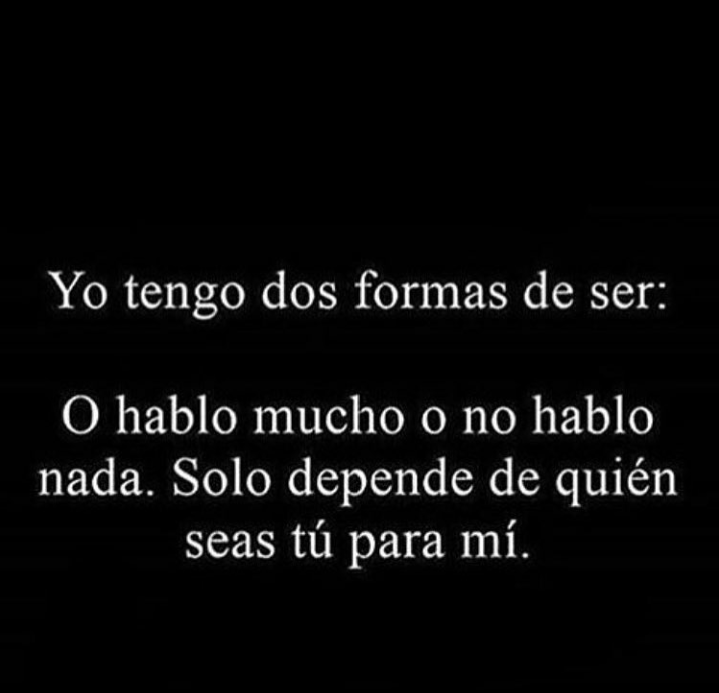 Yo tengo dos formas de ser:
O hablo mucho o no hablo
nada. Solo depende de quién
seas tú para mí.